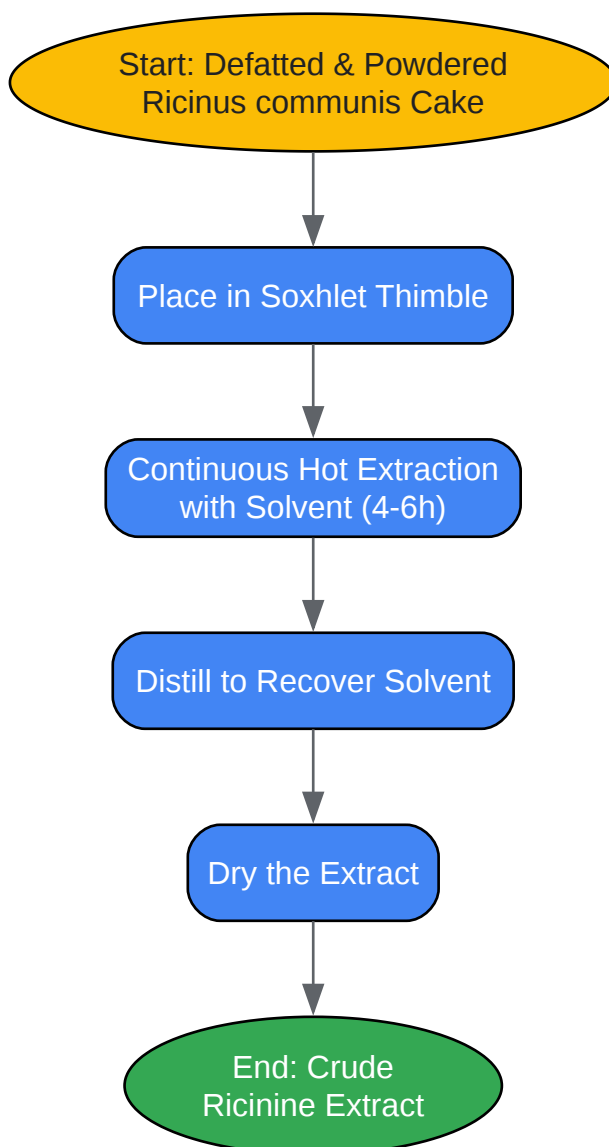 Start: Defatted & Powdered
Ricinus communis Cake
Place in Soxhlet Thimble
Continuous Hot Extraction
with Solvent (4-6h)
Distill to Recover Solvent
Dry the Extract
End: Crude
Ricinine Extract